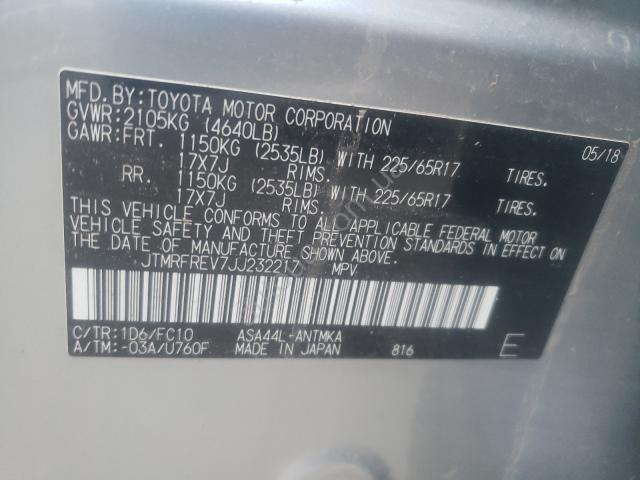 MFD. BY: TOYOTA MOTOR CORPORATION 05/18
GVWR: 2105KG (4640LB)
GAWR: FRT. 1150KG (2535LB) WITH 225/65R17 TIRES.
17X7J RIMS.
RR. 1150KG (2535LB) WITH 225/65R17 TIRES.
17X7J RIMS.
THIS VEHICLE CONFORMS TO ALL APPLICABLE FEDERAL MOTOR
VEHICLE SAFETY AND THEFT PREVENTION STANDARDS IN EFFECT ON
THE DATE OF MANUFACTURE SHOWN ABOVE.
JTMRFREV7JJ232217 MPV
C/TR: 1D6/FC10 ASA44L-ANTMKA
A/TM: -03A/U760F MADE IN JAPAN 816 E